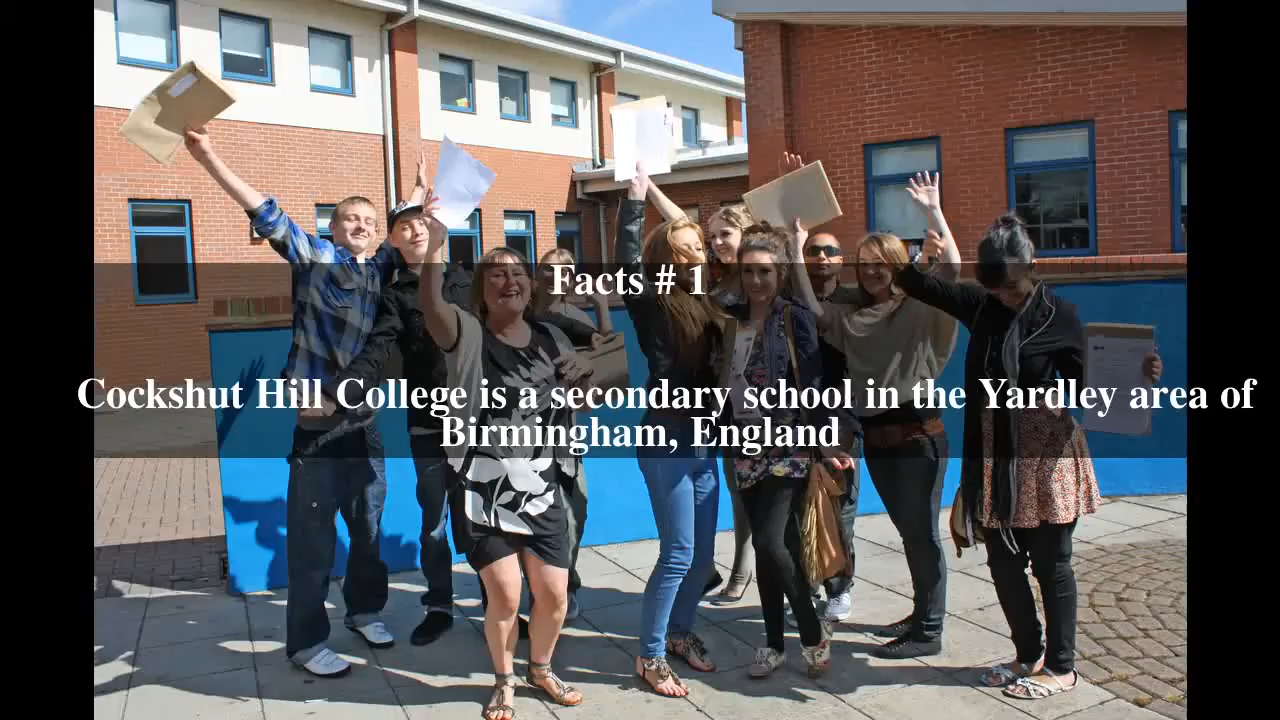 Facts # 1
Cockshut Hill College is a secondary school in the Yardley area of
Birmingham, England